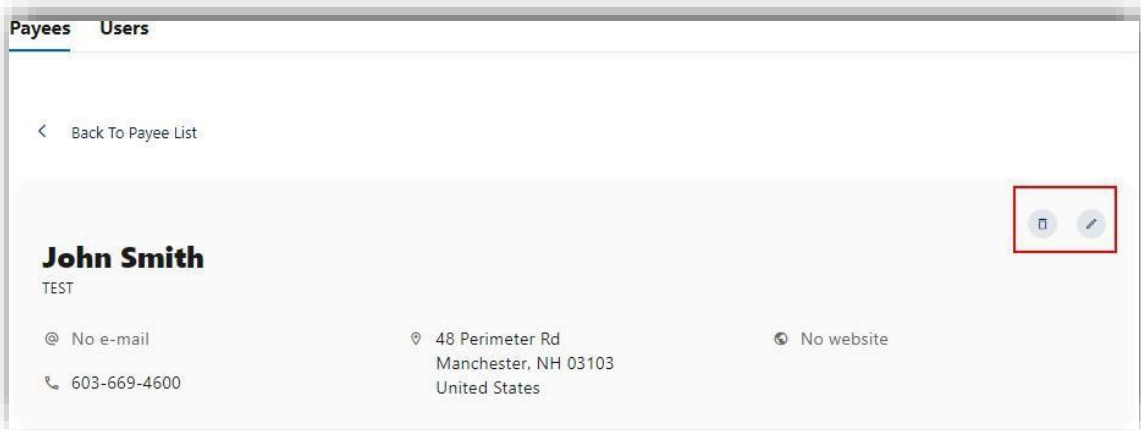 Payees Users
Back To Payee List
John Smith
TEST
@ No e-mail
603-669-4600
48 Perimeter Rd
Manchester, NH 03103
United States
No website